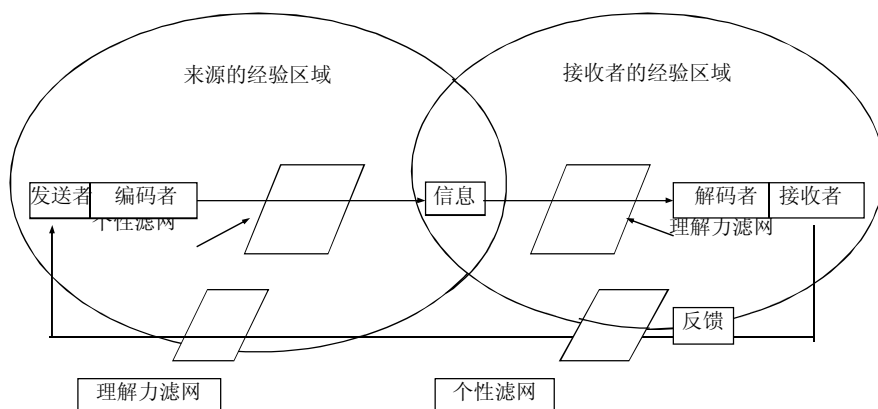 来源的经验区域
接收者的经验区域
发送者
编码者
信息
解码者
接收者
个性滤网
理解力滤网
反馈
理解力滤网
个性滤网